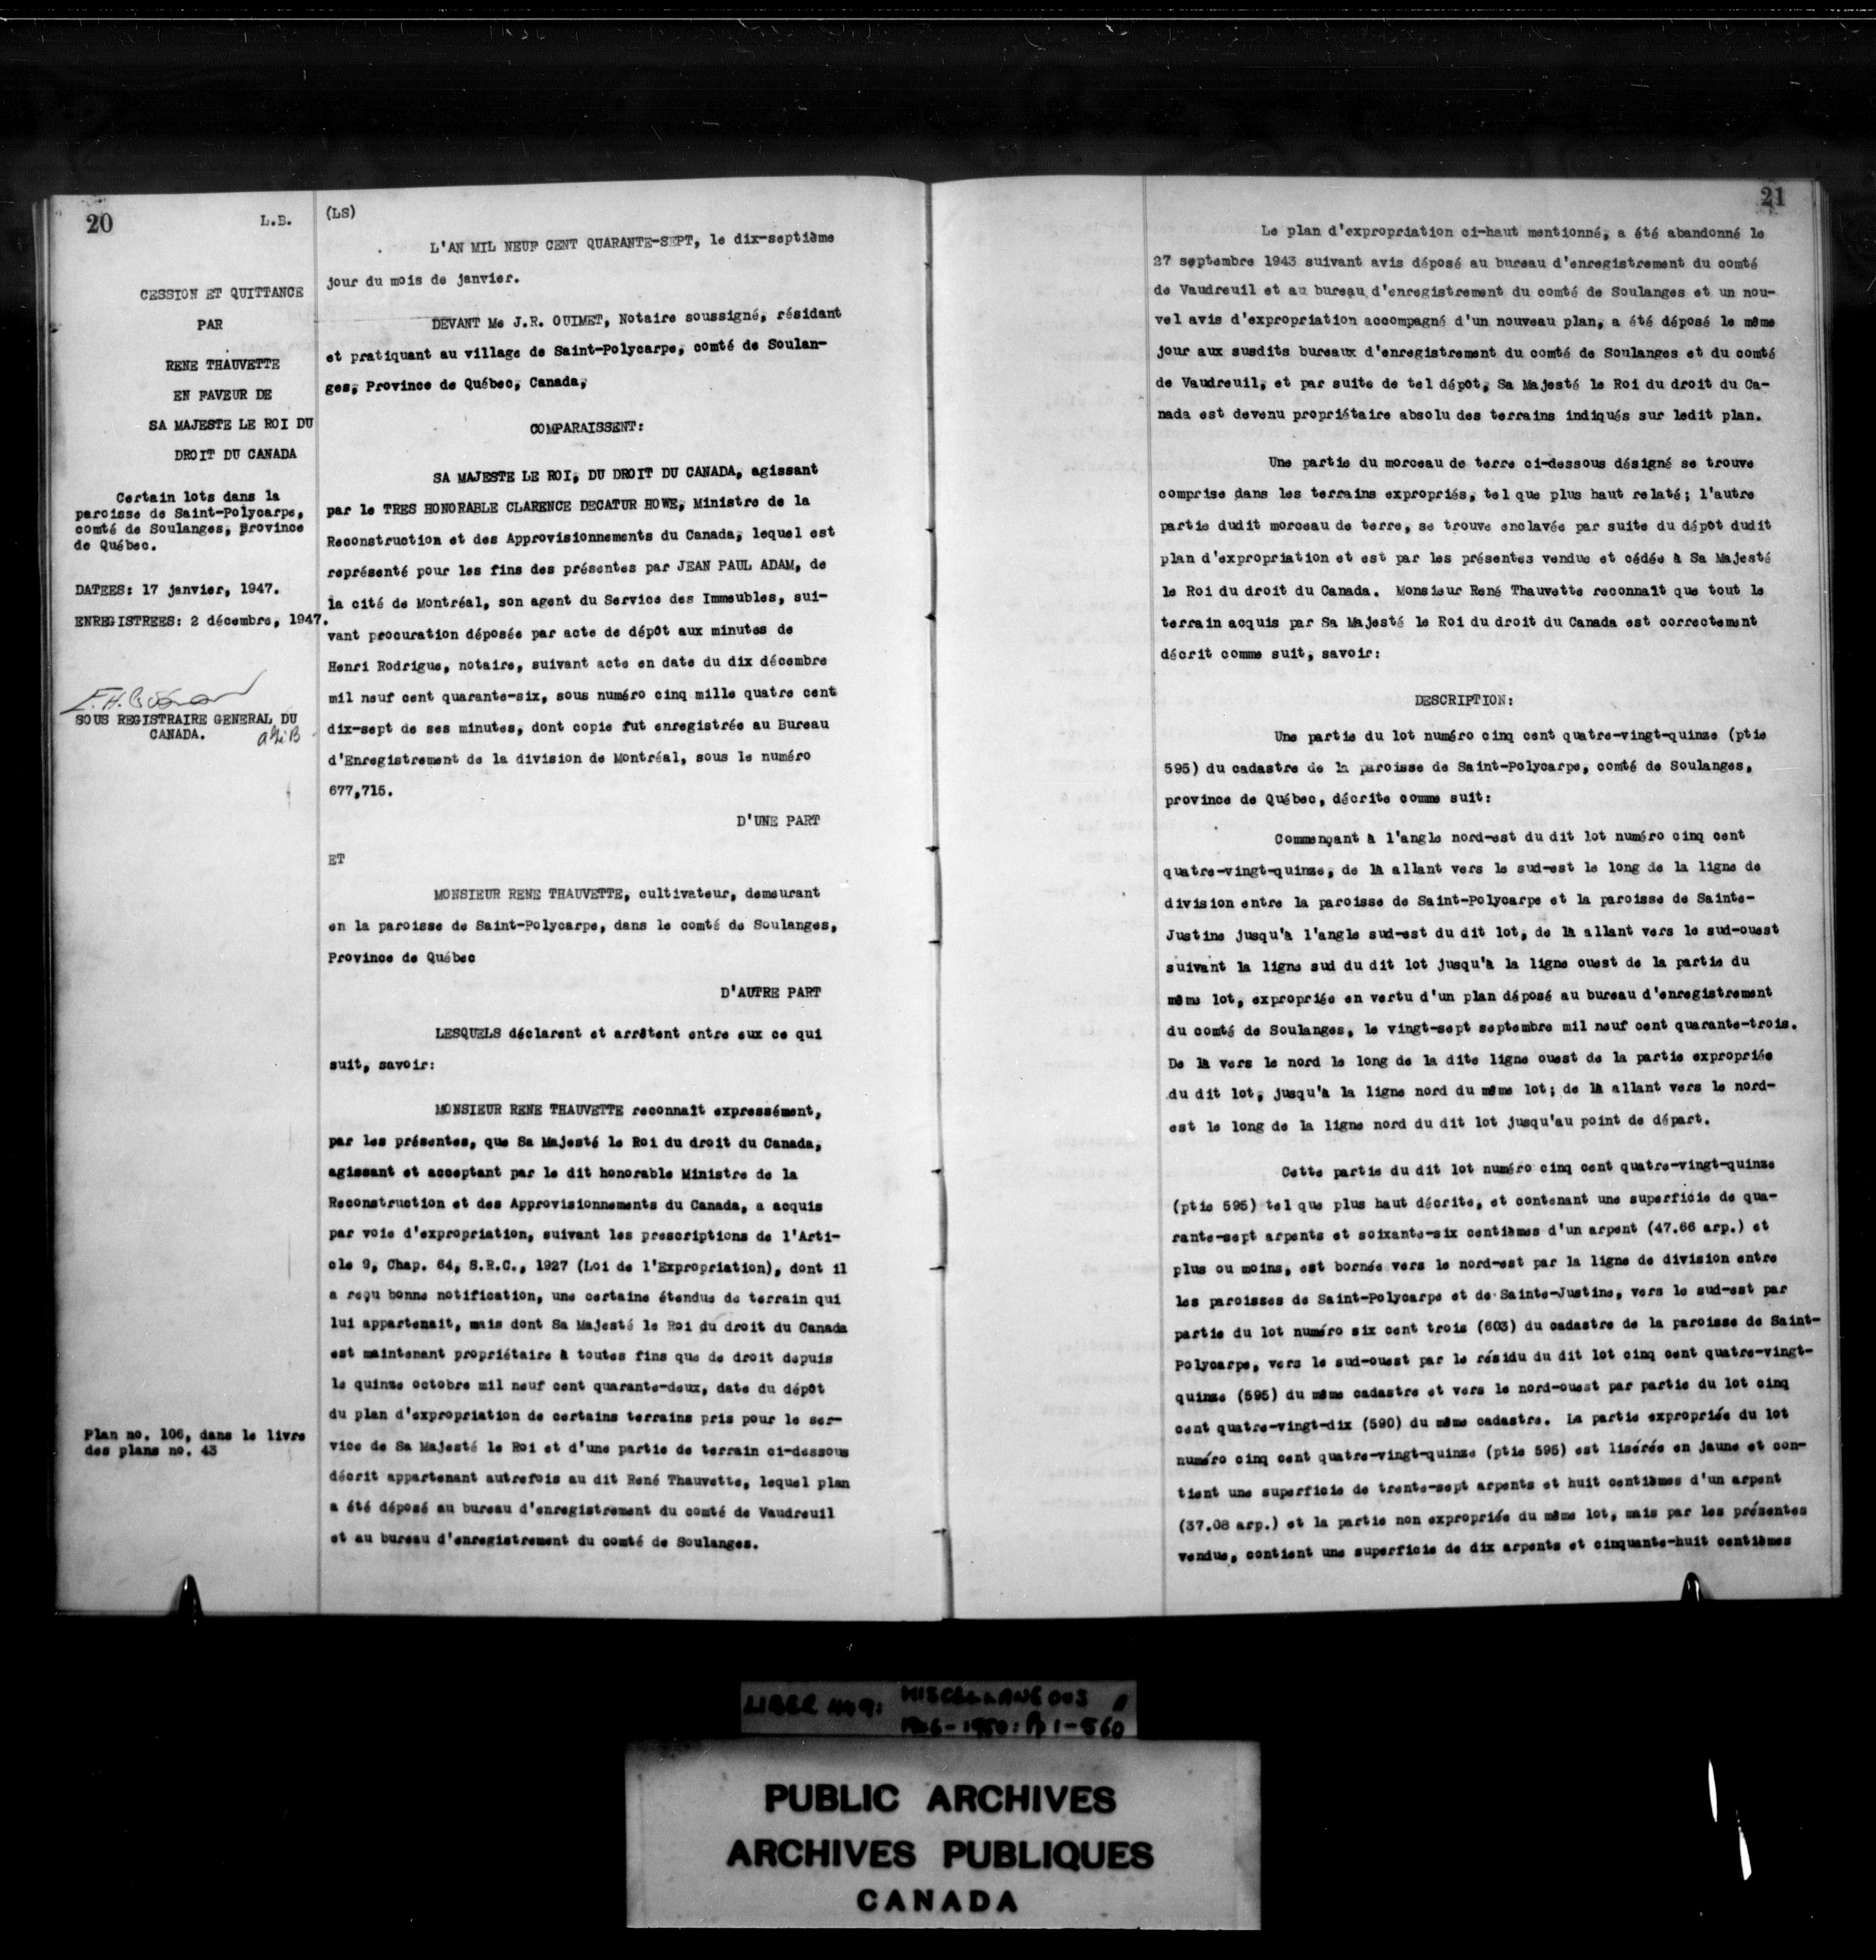 20
L.B.
CESSION ET QUITTANCE
PAR
RENE THAUVETTE
EN FAVEUR DE
SA MAJESTE LE ROI DU
DROIT DU CANADA
Certain lots dans la
paroisse de Saint-Polycarpe,
comté de Soulanges, province
de Québec.
DATEES: 17 janvier, 1947.
ENREGISTREES: 2 décembre, 1947.
SOUS REGISTRAIRE GENERAL DU
CANADA.
Plan no. 106, dans le livre
des plans no. 43
(LS)
L'AN MIL NEUF CENT QUARANTE-SEPT, le dix-septième
jour du mois de janvier.
DEVANT Me J.R. OUIMET, Notaire soussigné, résidant
et pratiquant au village de Saint-Polycarpe, comté de Soulan-
ges, Province de Québec, Canada,
COMPARAISSENT:
SA MAJESTE LE ROI, DU DROIT DU CANADA, agissant
par le TRES HONORABLE CLARENCE DECATUR HOWE, Ministre de la
Reconstruction et des Approvisionnements du Canada, lequel est
représenté pour les fins des présentes par JEAN PAUL ADAM, de
la cité de Montréal, son agent du Service des Immeubles, sui-
vant procuration déposée par acte de dépôt aux minutes de
Henri Rodrigue, notaire, suivant acte en date du dix décembre
mil neuf cent quarante-six, sous numéro cinq mille quatre cent
dix-sept de ses minutes, dont copie fut enregistrée au Bureau
d'Enregistrement de la division de Montréal, sous le numéro
677,715.
D'UNE PART
ET
MONSIEUR RENE THAUVETTE, cultivateur, demeurant
en la paroisse de Saint-Polycarpe, dans le comté de Soulanges,
Province de Québec
D'AUTRE PART
LESQUELS déclarent et arrêtent entre eux ce qui
suit, savoir:
MONSIEUR RENE THAUVETTE reconnaît expressément,
par les présentes, que Sa Majesté le Roi du droit du Canada,
agissant et acceptant par le dit honorable Ministre de la
Reconstruction et des Approvisionnements du Canada, a acquis
par voie d'expropriation, suivant les prescriptions de l'Arti-
cle 9, Chap. 64, S.R.C., 1927 (Loi de l'Expropriation), dont il
a reçu bonne notification, une certaine étendue de terrain qui
lui appartenait, mais dont Sa Majesté le Roi du droit du Canada
est maintenant propriétaire à toutes fins que de droit depuis
le quinze octobre mil neuf cent quarante-deux, date du dépôt
du plan d'expropriation de certains terrains pris pour le ser-
vice de Sa Majesté le Roi et d'une partie de terrain ci-dessous
décrit appartenant autrefois au dit René Thauvette, lequel plan
a été déposé au bureau d'enregistrement du comté de Vaudreuil
et au bureau d'enregistrement du comté de Soulanges.
21
Le plan d'expropriation ci-haut mentionné, a été abandonné le
27 septembre 1943 suivant avis déposé au bureau d'enregistrement du comté
de Vaudreuil et au bureau d'enregistrement du comté de Soulanges et un nou-
vel avis d'expropriation accompagné d'un nouveau plan, a été déposé le même
jour aux susdits bureaux d'enregistrement du comté de Soulanges et du comté
de Vaudreuil, et par suite de tel dépôt, Sa Majesté le Roi du droit du Ca-
nada est devenu propriétaire absolu des terrains indiqués sur ledit plan.
Une partie du morceau de terre ci-dessous désigné se trouve
comprise dans les terrains expropriés, tel que plus haut relaté; l'autre
partie dudit morceau de terre, se trouve enclavée par suite du dépôt dudit
plan d'expropriation et est par les présentes vendue et cédée à Sa Majesté
le Roi du droit du Canada. Monsieur René Thauvette reconnaît que tout le
terrain acquis par Sa Majesté le Roi du droit du Canada est correctement
décrit comme suit, savoir:
DESCRIPTION:
Une partie du lot numéro cinq cent quatre-vingt-quinze (ptie
595) du cadastre de la paroisse de Saint-Polycarpe, comté de Soulanges,
province de Québec, décrite comme suit:
Commençant à l'angle nord-est du dit lot numéro cinq cent
quatre-vingt-quinze, de là allant vers le sud-est le long de la ligne de
division entre la paroisse de Saint-Polycarpe et la paroisse de Sainte-
Justine jusqu'à l'angle sud-est du dit lot, de là allant vers le sud-ouest
suivant la ligne sud du dit lot jusqu'à la ligne ouest de la partie du
même lot, expropriée en vertu d'un plan déposé au bureau d'enregistrement
du comté de Soulanges, le vingt-sept septembre mil neuf cent quarante-trois.
De là vers le nord le long de la dite ligne ouest de la partie expropriée
du dit lot, jusqu'à la ligne nord du même lot; de là allant vers le nord-
est le long de la ligne nord du dit lot jusqu'au point de départ.
Cette partie du dit lot numéro cinq cent quatre-vingt-quinze
(ptie 595) tel que plus haut décrite, et contenant une superficie de qua-
rante-sept arpents et soixante-six centièmes d'un arpent (47.66 arp.) et
plus ou moins, est bornée vers le nord-est par la ligne de division entre
les paroisses de Saint-Polycarpe et de Sainte-Justine, vers le sud-est par
partie du lot numéro six cent trois (603) du cadastre de la paroisse de Saint-
Polycarpe, vers le sud-ouest par le résidu du dit lot cinq cent quatre-vingt-
quinze (595) du même cadastre et vers le nord-ouest par partie du lot cinq
cent quatre-vingt-dix (590) du même cadastre. La partie expropriée du lot
numéro cinq cent quatre-vingt-quinze (ptie 595) est lisérée en jaune et con-
tient une superficie de trente-sept arpents et huit centièmes d'un arpent
(37.08 arp.) et la partie non expropriée du même lot, mais par les présentes
vendue, contient une superficie de dix arpents et cinquante-huit centièmes
LIBER 449: MISCELLANEOUS
1946-1950: Pp 1-560
PUBLIC ARCHIVES
ARCHIVES PUBLIQUES
CANADA